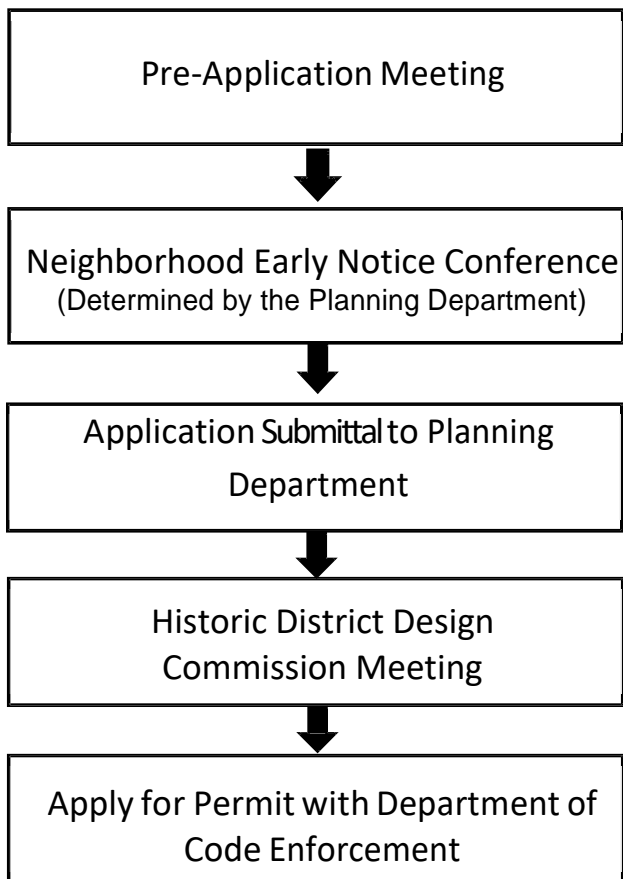 Pre-Application Meeting
Neighborhood Early Notice Conference
(Determined by the Planning Department)
Application Submittal to Planning
Department
Historic District Design
Commission Meeting
Apply for Permit with Department of
Code Enforcement